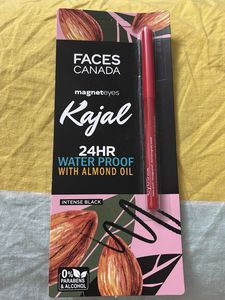 FACES
CANADA
magneteyes
Kajal
24HR
WATER PROOF
WITH ALMOND OIL
INTENSE BLACK
0%
PARABENS
& ALCOHOL